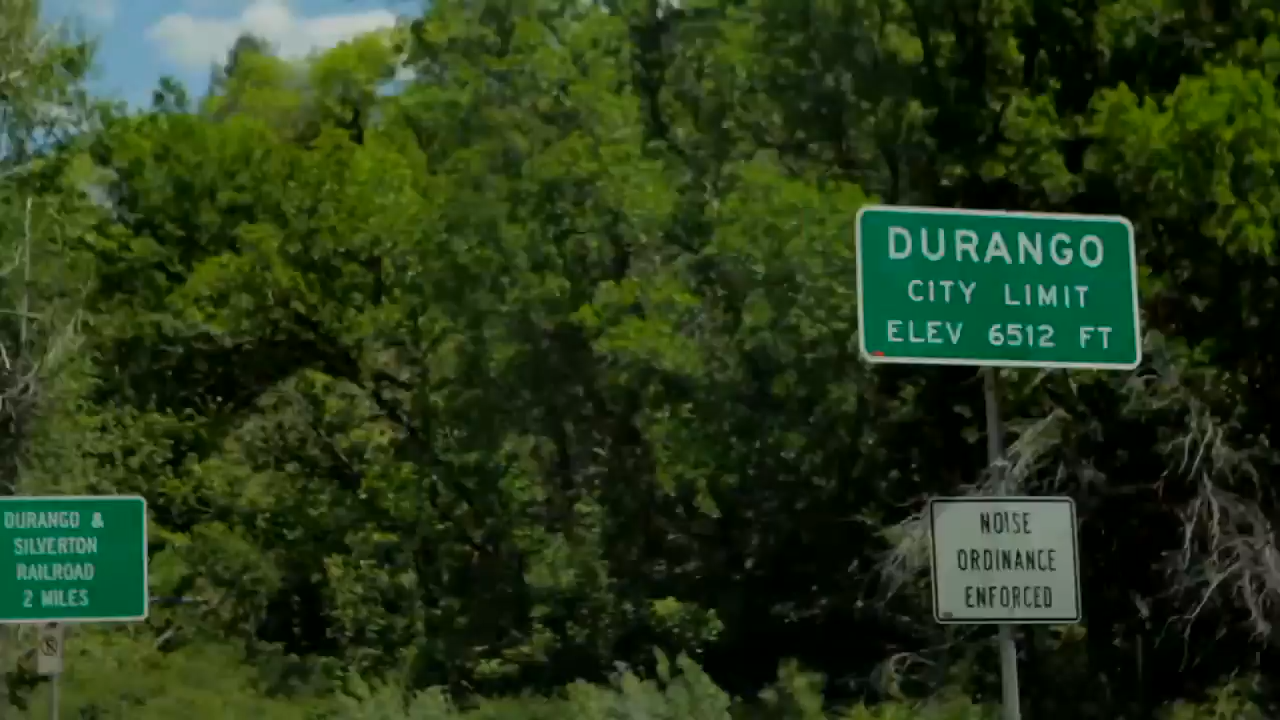 DURANGO
CITY LIMIT
ELEV 6512 FT
NOISE
ORDINANCE
ENFORCED
DURANGO &
SILVERTON
RAILROAD
2 MILES